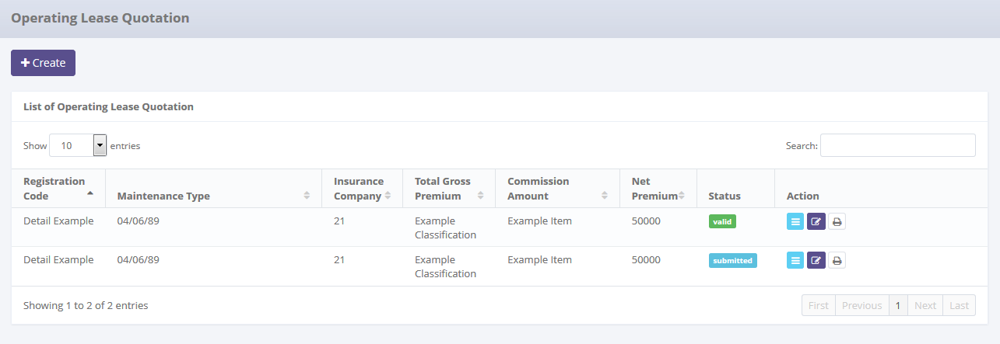 Operating Lease Quotation
Create
List of Operating Lease Quotation
Show 10 entries
Search:
Registration Code
Maintenance Type
Insurance Company
Total Gross Premium
Commission Amount
Net Premium
Status
Action
Detail Example 04/06/89 21 Example Classification Example Item 50000 valid
Detail Example 04/06/89 21 Example Classification Example Item 50000 submitted
Showing 1 to 2 of 2 entries
First Previous 1 Next Last